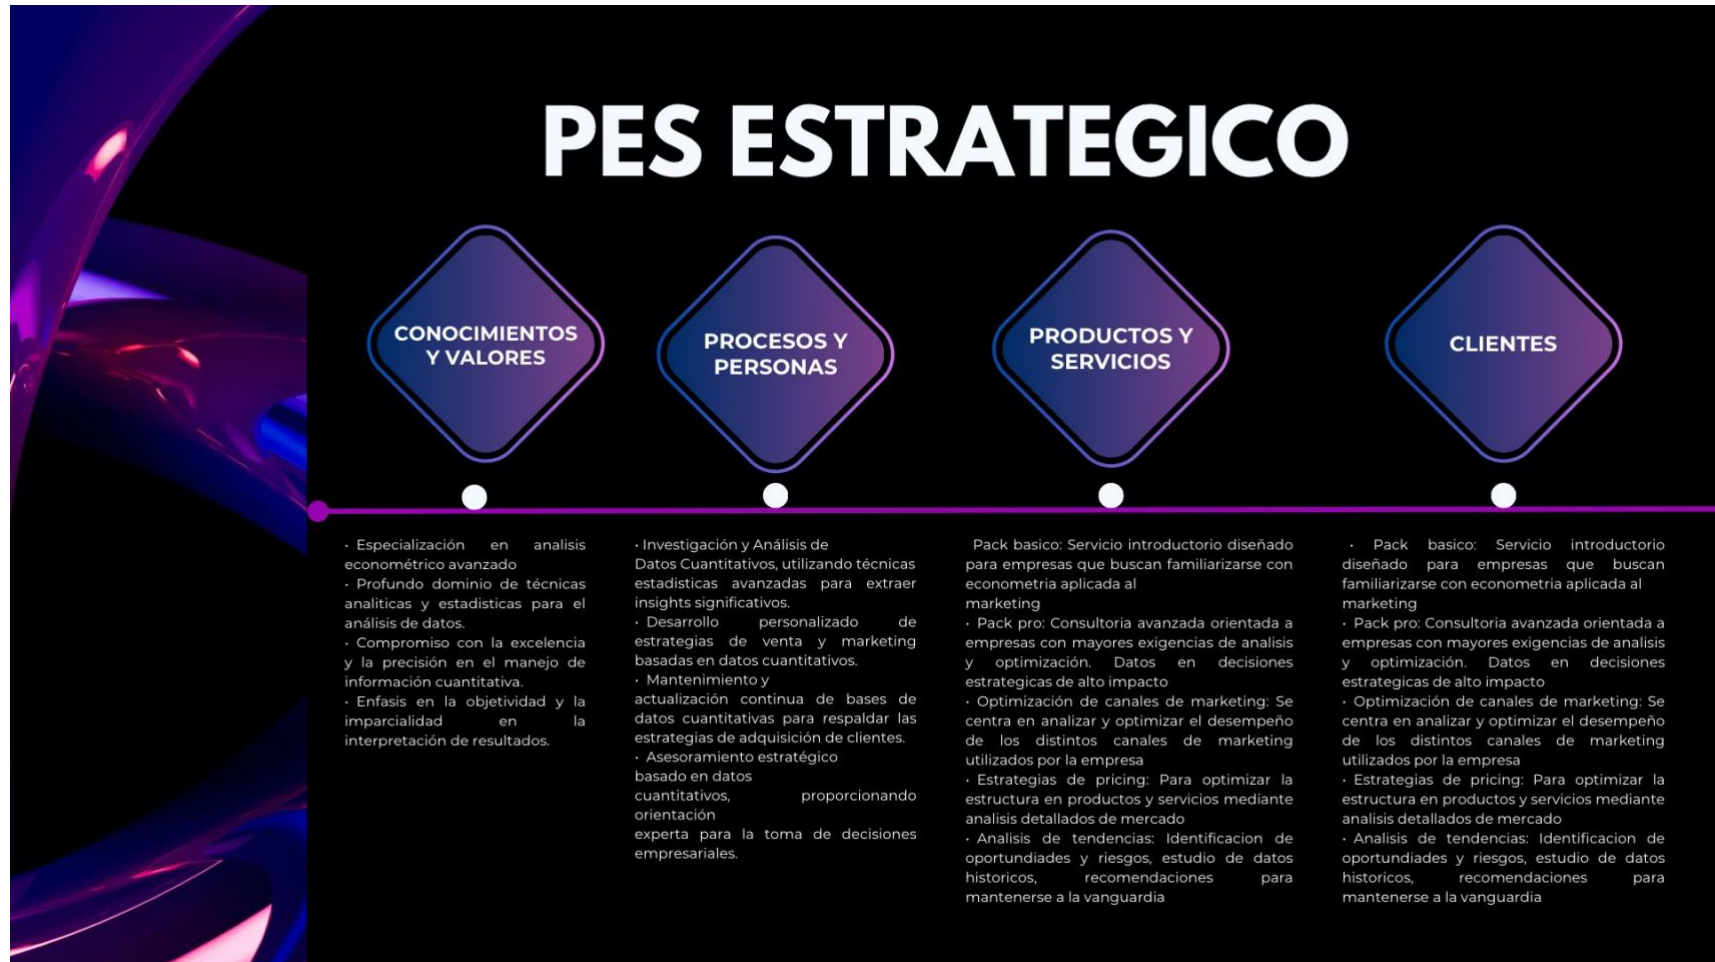 PES ESTRATEGICO
CONOCIMIENTOS
Y VALORES
PROCESOS Y
PERSONAS
PRODUCTOS Y
SERVICIOS
CLIENTES
• Especialización en analisis
econométrico avanzado
• Profundo dominio de técnicas
analiticas y estadisticas para el
análisis de datos.
• Compromiso con la excelencia
y la precisión en el manejo de
información cuantitativa.
• Enfasis en la objetividad y la
imparcialidad en la
interpretación de resultados.
• Investigación y Análisis de
Datos Cuantitativos, utilizando técnicas
estadisticas avanzadas para extraer
insights significativos.
• Desarrollo personalizado de
estrategias de venta y marketing
basadas en datos cuantitativos.
• Mantenimiento y
actualización continua de bases de
datos cuantitativas para respaldar las
estrategias de adquisición de clientes.
• Asesoramiento estratégico
basado en datos
cuantitativos, proporcionando
orientación
experta para la toma de decisiones
empresariales.
Pack basico: Servicio introductorio diseñado
para empresas que buscan familiarizarse con
econometria aplicada al
marketing
• Pack pro: Consultoria avanzada orientada a
empresas con mayores exigencias de analisis
y optimización. Datos en decisiones
estrategicas de alto impacto
• Optimización de canales de marketing: Se
centra en analizar y optimizar el desempeño
de los distintos canales de marketing
utilizados por la empresa
• Estrategias de pricing: Para optimizar la
estructura en productos y servicios mediante
analisis detallados de mercado
• Analisis de tendencias: Identificacion de
oportundiades y riesgos, estudio de datos
historicos, recomendaciones para
mantenerse a la vanguardia
• Pack basico: Servicio introductorio
diseñado para empresas que buscan
familiarizarse con econometria aplicada al
marketing
• Pack pro: Consultoria avanzada orientada a
empresas con mayores exigencias de analisis
y optimización. Datos en decisiones
estrategicas de alto impacto
• Optimización de canales de marketing: Se
centra en analizar y optimizar el desempeño
de los distintos canales de marketing
utilizados por la empresa
• Estrategias de pricing: Para optimizar la
estructura en productos y servicios mediante
analisis detallados de mercado
• Analisis de tendencias: Identificacion de
oportundiades y riesgos, estudio de datos
historicos, recomendaciones para
mantenerse a la vanguardia